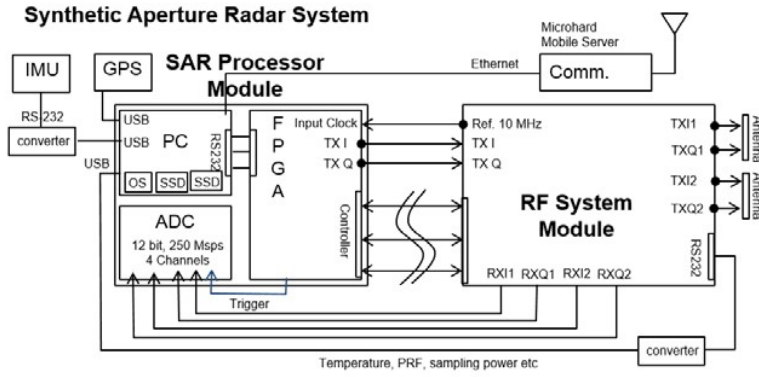 Synthetic Aperture Radar System
Microhard
Mobile Server
IMU
GPS
SAR Processor
Module
Ethernet
Comm.
RS-232
converter
USB
USB
USB
PC
RS232
OS
SSD
SSD
F
P
G
A
Input Clock
TX I
TX Q
Controller
Ref. 10 MHz
TX I
TX Q
RF System
Module
TXI1
TXQ1
TXI2
TXQ2
Antenna
Antenna
RS232
ADC
12 bit, 250 Msps
4 Channels
Trigger
RXI1 RXQ1 RXI2 RXQ2
converter
Temperature, PRF, sampling power etc